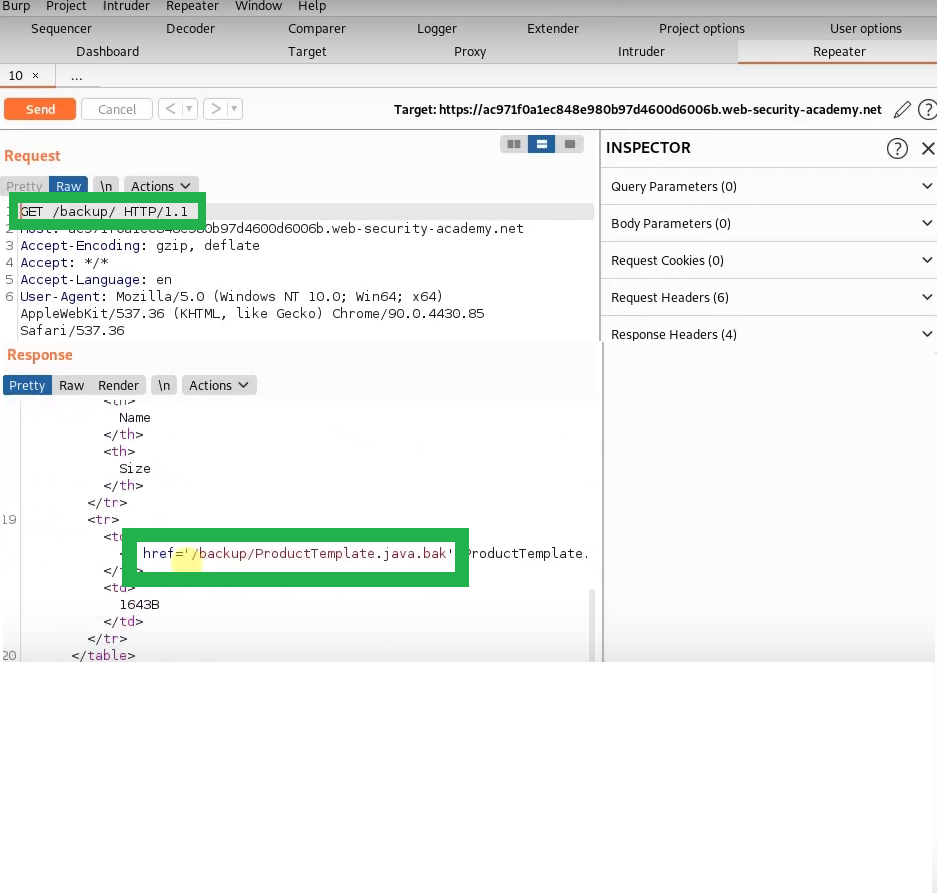 Burp Project Intruder Repeater Window Help
Sequencer Decoder Comparer Logger Extender Project options User options
Dashboard Target Proxy Intruder Repeater
10 × ...
Send Cancel < > Target: https://ac971f0a1ec848e980b97d4600d6006b.web-security-academy.net ?
Request
Pretty Raw \n Actions
GET /backup/ HTTP/1.1
2 Host: ac971f0a1ec848e980b97d4600d6006b.web-security-academy.net
3 Accept-Encoding: gzip, deflate
4 Accept: */*
5 Accept-Language: en
6 User-Agent: Mozilla/5.0 (Windows NT 10.0; Win64; x64)
AppleWebKit/537.36 (KHTML, like Gecko) Chrome/90.0.4430.85
Safari/537.36
INSPECTOR ? ×
Query Parameters (0)
Body Parameters (0)
Request Cookies (0)
Request Headers (6)
Response Headers (4)
Response
Pretty Raw Render \n Actions
<th>
Name
</th>
<th>
Size
</th>
</tr>
19 <tr>
href='/backup/ProductTemplate.java.bak' ProductTemplate.
<td>
1643B
</td>
</tr>
20 </table>